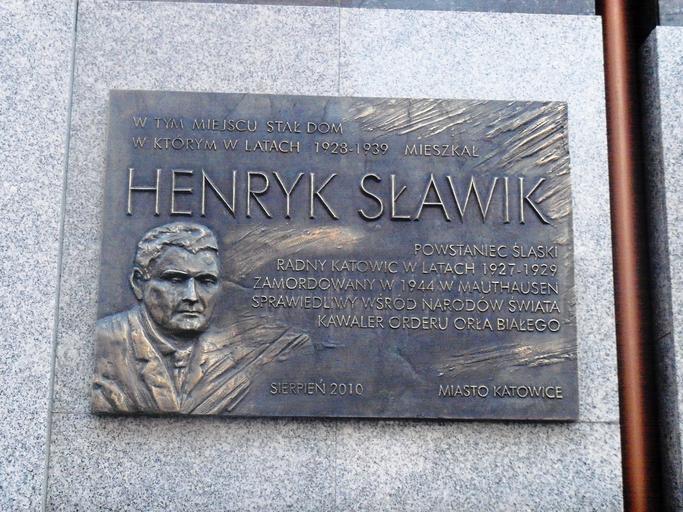 W TYM MIEJSCU STAŁ DOM
W KTÓRYM W LATACH 1928-1939 MIESZKAŁ
HENRYK SŁAWIK
POWSTANIEC ŚLĄSKI
RADNY KATOWIC W LATACH 1927-1929
ZAMORDOWANY W 1944 W MAUTHAUSEN
SPRAWIEDLIWY WŚRÓD NARODÓW ŚWIATA
KAWALER ORDERU ORŁA BIAŁEGO
SIERPIEŃ 2010 MIASTO KATOWICE